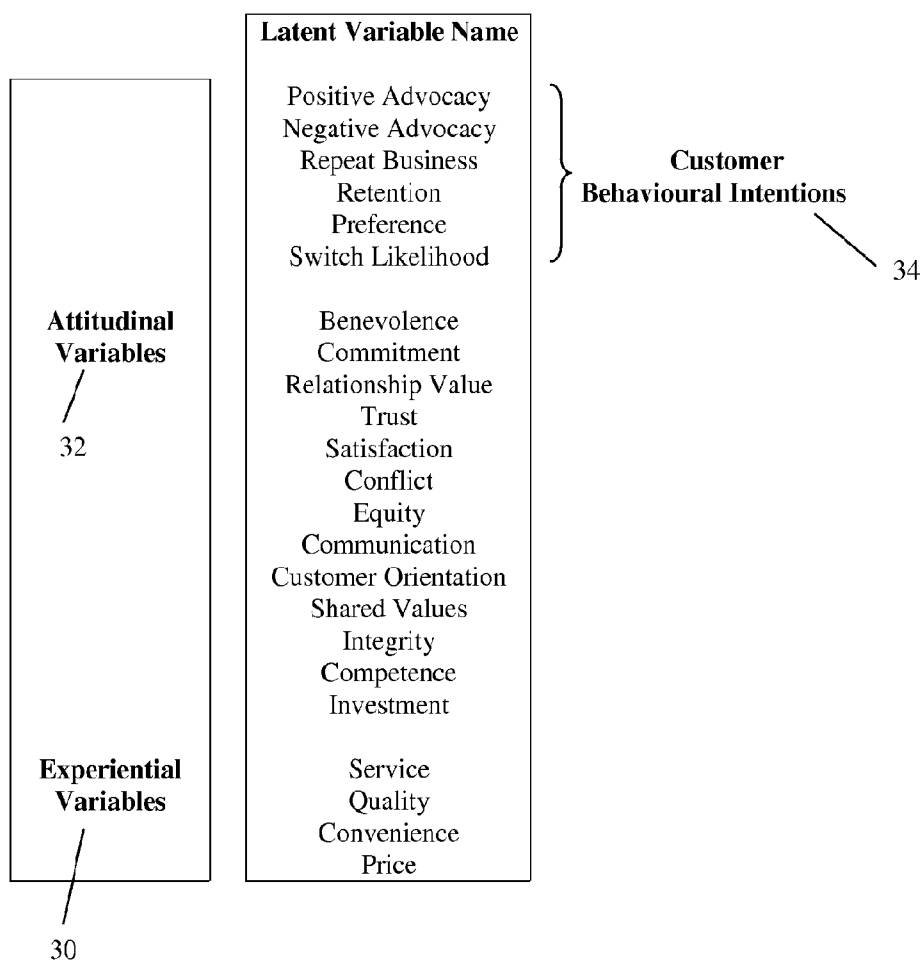 Latent Variable Name
Positive Advocacy
Negative Advocacy
Repeat Business
Retention
Preference
Switch Likelihood
Customer
Behavioural Intentions
34
Attitudinal
Variables
32
Benevolence
Commitment
Relationship Value
Trust
Satisfaction
Conflict
Equity
Communication
Customer Orientation
Shared Values
Integrity
Competence
Investment
Experiential
Variables
30
Service
Quality
Convenience
Price